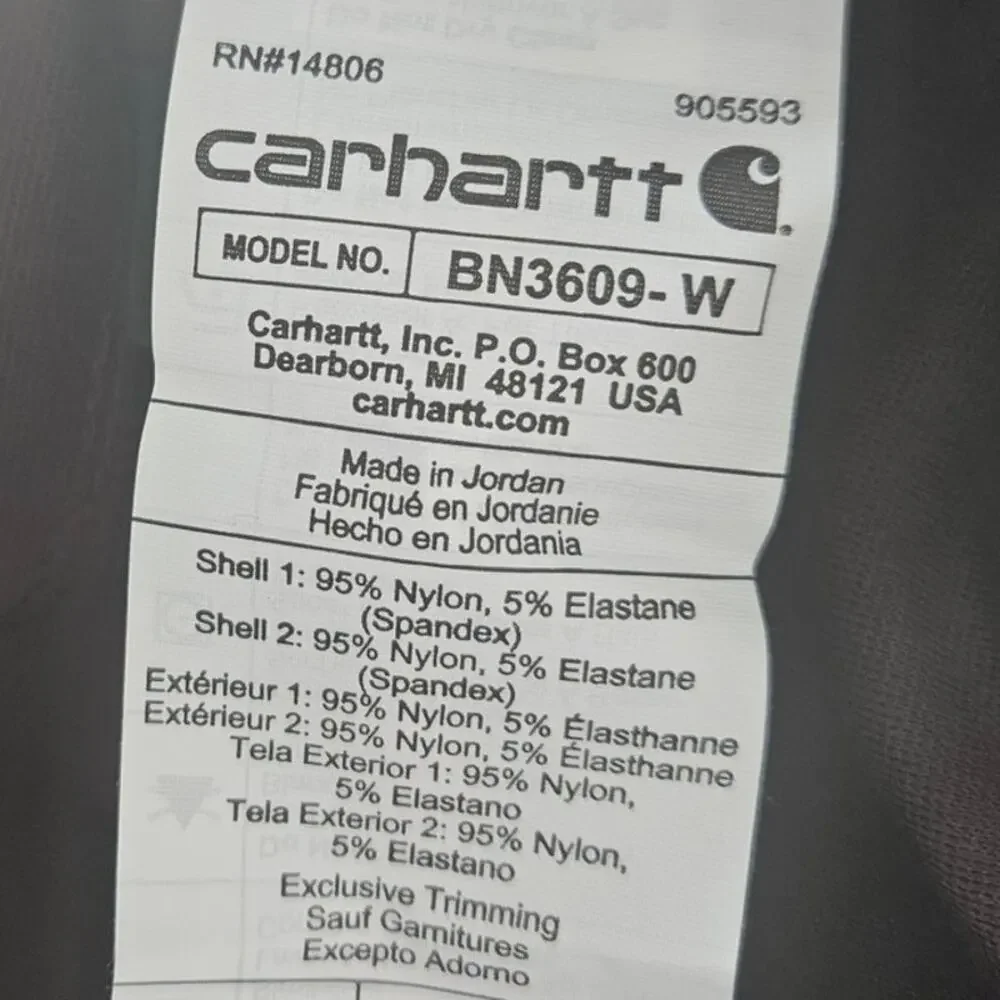 RN#14806
905593
carhartt
MODEL NO. BN3609-W
Carhartt, Inc. P.O. Box 600
Dearborn, MI 48121 USA
carhartt.com
Made in Jordan
Fabriqué en Jordanie
Hecho en Jordania
Shell 1: 95% Nylon, 5% Elastane
(Spandex)
Shell 2: 95% Nylon, 5% Elastane
(Spandex)
Extérieur 1: 95% Nylon, 5% Élasthanne
Extérieur 2: 95% Nylon, 5% Élasthanne
Tela Exterior 1: 95% Nylon,
5% Elastano
Tela Exterior 2: 95% Nylon,
5% Elastano
Exclusive Trimming
Sauf Garnitures
Excepto Adorno